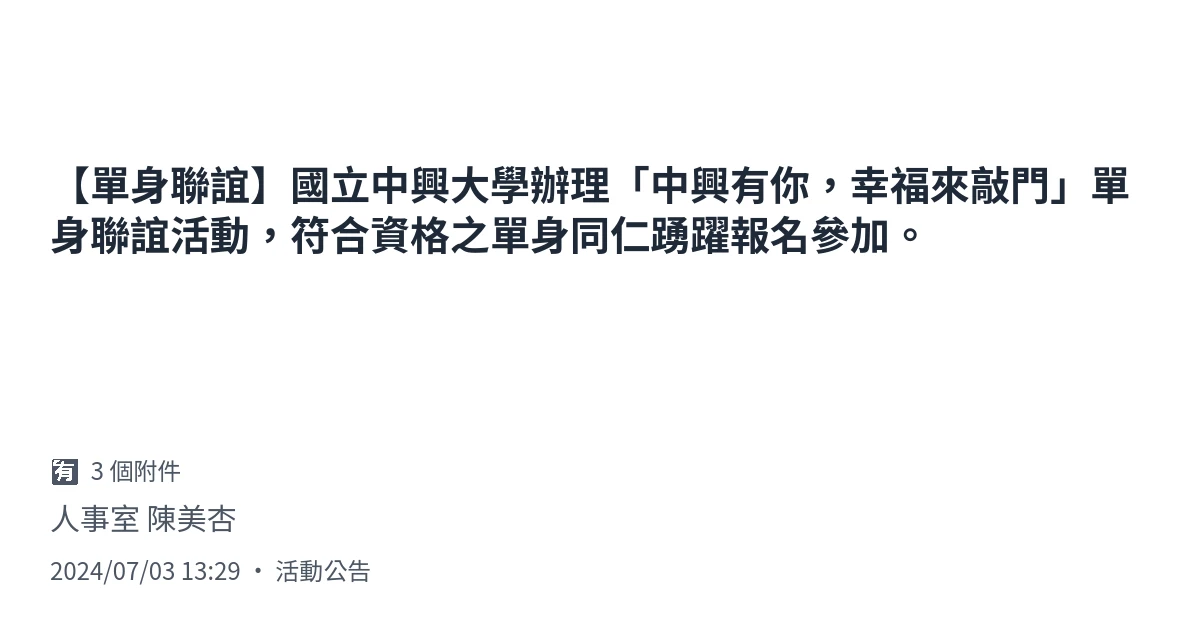 【單身聯誼】國立中興大學辦理「中興有你，幸福來敲門」單
身聯誼活動，符合資格之單身同仁踴躍報名參加。
有 3 個附件
人事室 陳美杏
2024/07/03 13:29 • 活動公告